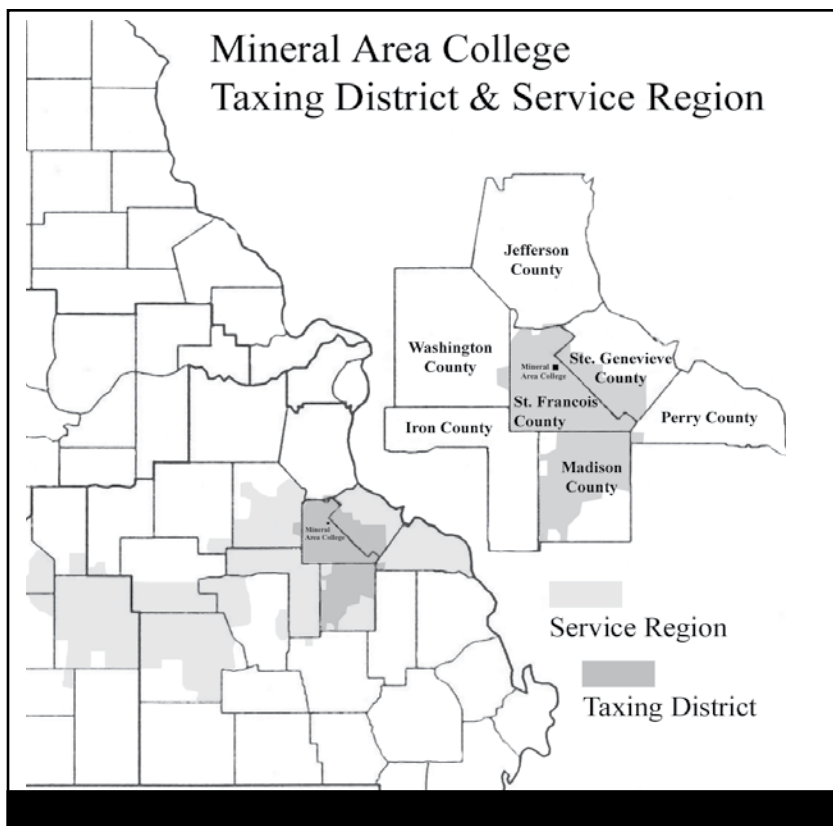 Mineral Area College
Taxing District & Service Region
Jefferson
County
Washington
County
Ste. Genevieve
County
Mineral
Area College
St. Francois
County
Iron County
Perry County
Madison
County
Mineral
Area College
Service Region
Taxing District